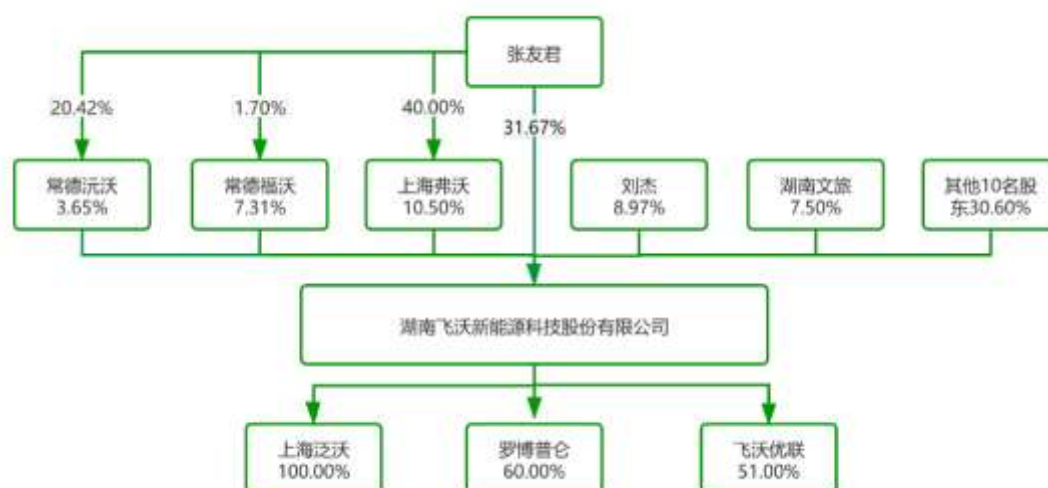 张友君
20.42%
1.70%
40.00%
31.67%
常德沅沃
3.65%
常德福沃
7.31%
上海弗沃
10.50%
刘杰
8.97%
湖南文旅
7.50%
其他10名股
东30.60%
湖南飞沃新能源科技股份有限公司
上海泛沃
100.00%
罗博普仑
60.00%
飞沃优联
51.00%